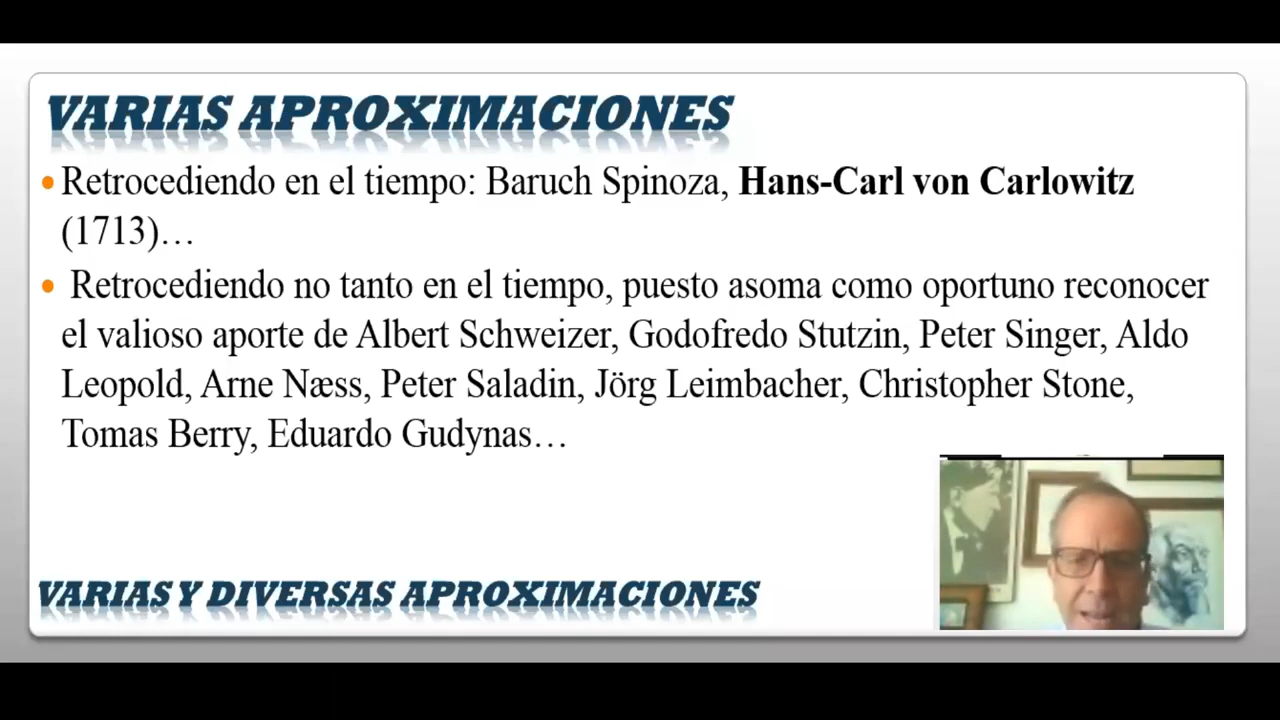 VARIAS APROXIMACIONES
Retrocediendo en el tiempo: Baruch Spinoza, Hans-Carl von Carlowitz
(1713)…
Retrocediendo no tanto en el tiempo, puesto asoma como oportuno reconocer
el valioso aporte de Albert Schweizer, Godofredo Stutzin, Peter Singer, Aldo
Leopold, Arne Næss, Peter Saladin, Jörg Leimbacher, Christopher Stone,
Tomas Berry, Eduardo Gudynas…
VARIAS Y DIVERSAS APROXIMACIONES